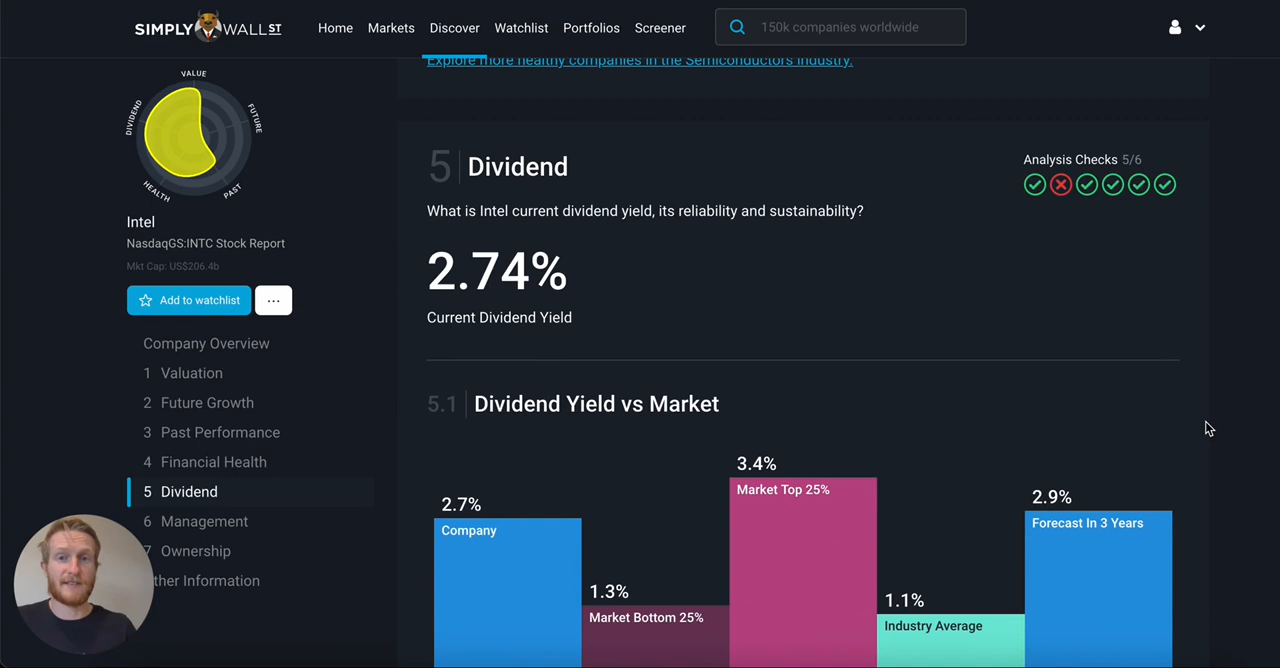 SIMPLY WALL ST
Home
Markets
Discover
Watchlist
Portfolios
Screener
150k companies worldwide
Explore more healthy companies in the Semiconductors industry.
VALUE
FUTURE
PAST
HEALTH
DIVIDEND
Intel
NasdaqGS:INTC Stock Report
Mkt Cap: US$206.4b
Add to watchlist
...
Company Overview
1 Valuation
2 Future Growth
3 Past Performance
4 Financial Health
5 Dividend
6 Management
7 Ownership
ther Information
5 Dividend
Analysis Checks 5/6
What is Intel current dividend yield, its reliability and sustainability?
2.74%
Current Dividend Yield
5.1 Dividend Yield vs Market
2.7%
Company
1.3%
Market Bottom 25%
3.4%
Market Top 25%
1.1%
Industry Average
2.9%
Forecast In 3 Years